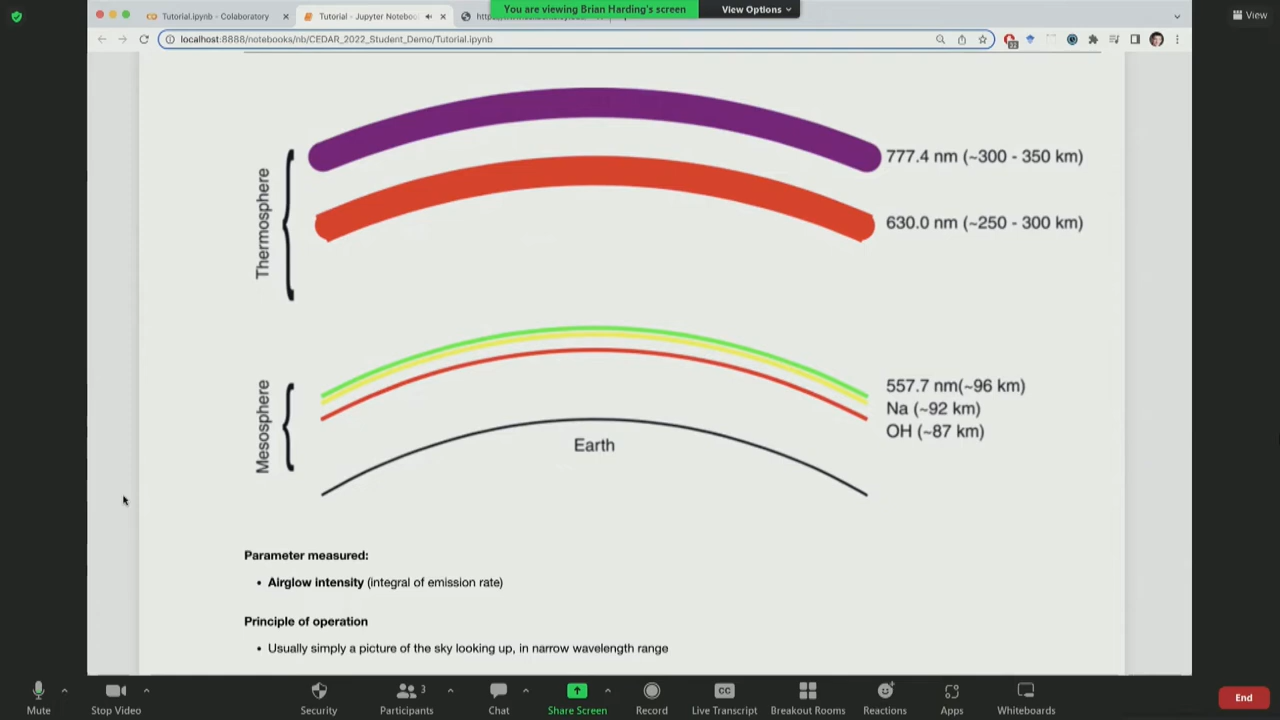 You are viewing Brian Harding's screen
View Options
View
Tutorial.ipynb - Colaboratory
Tutorial - Jupyter Noteboo
localhost:8888/notebooks/nb/CEDAR_2022_Student_Demo/Tutorial.ipynb
Thermosphere
777.4 nm (~300 - 350 km)
630.0 nm (~250 - 300 km)
Mesosphere
557.7 nm(~96 km)
Na (~92 km)
OH (~87 km)
Earth
Parameter measured:
• Airglow intensity (integral of emission rate)
Principle of operation
• Usually simply a picture of the sky looking up, in narrow wavelength range
Mute
Stop Video
Security
Participants
3
Chat
Share Screen
Record
CC
Live Transcript
Breakout Rooms
Reactions
Apps
Whiteboards
End